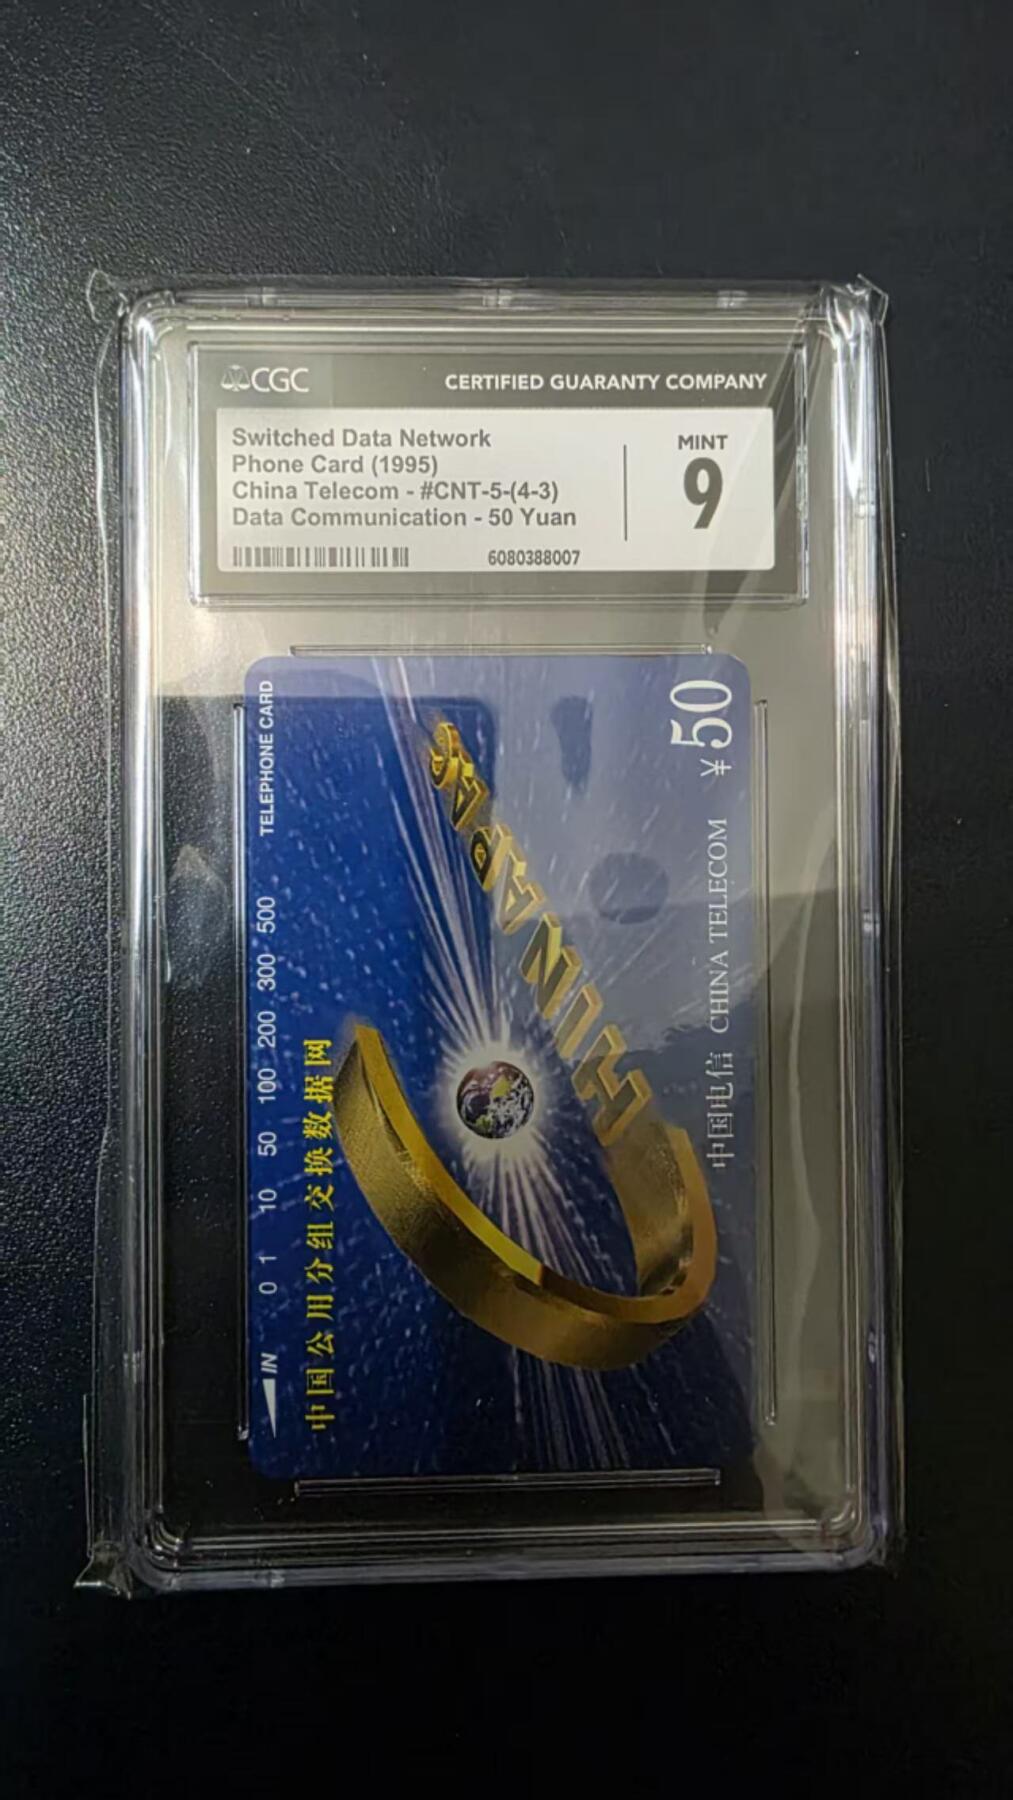 CGC
CERTIFIED GUARANTY COMPANY
Switched Data Network
Phone Card (1995)
China Telecom - #CNT-5-(4-3)
Data Communication - 50 Yuan
MINT
9
6080388007
IN 0 1 10 50 100 200 300 500 TELEPHONE CARD
中国公用分组交换数据网
CHINAPAC
中国电信 CHINA TELECOM ¥50